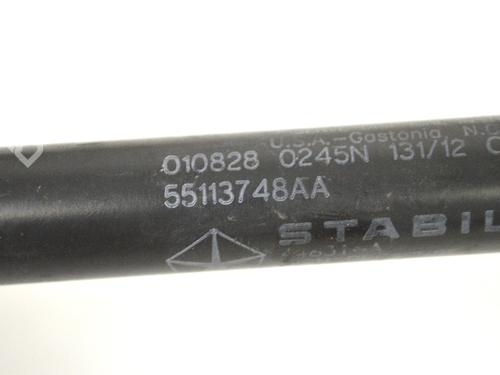 U.S.A.-Gastonia, N.C
010828 0245N 131/12
55113748AA
STABIL